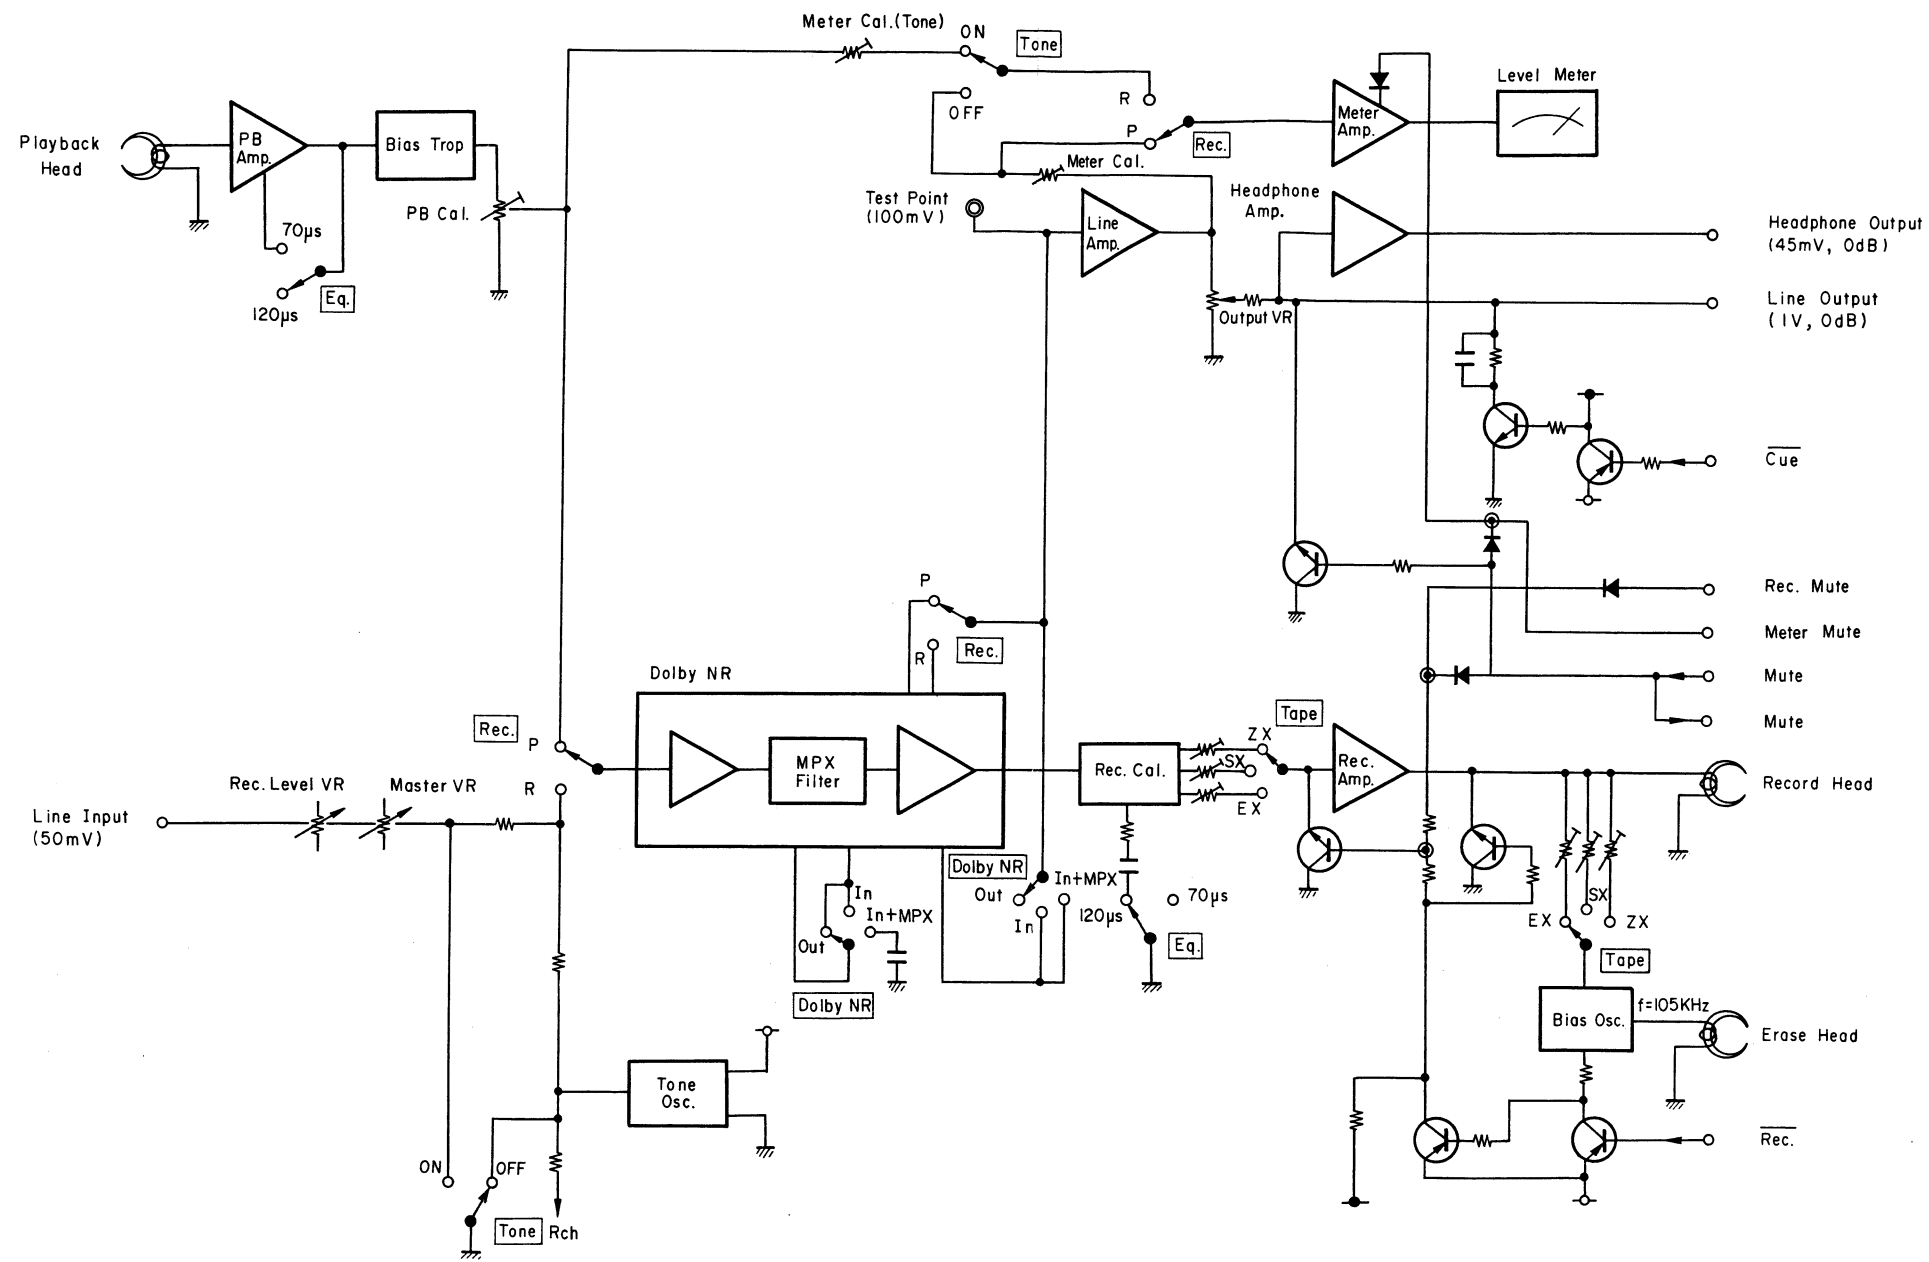 Meter Cal.(Tone)
ON
Tone
OFF
R
P
Rec.
Meter Cal.
Meter
Amp.
Level Meter
Playback
Head
PB
Amp.
Bias Trop
PB Cal.
70μs
120μs
Eq.
Test Point
(100mV)
Line
Amp.
Headphone
Amp.
Output VR
Headphone Output
(45mV, 0dB)
Line Output
(1V, 0dB)
Cue
Rec. Mute
Meter Mute
Mute
Mute
P
R
Rec.
Dolby NR
Rec.
P
R
MPX
Filter
Rec. Cal.
Tape
ZX
SX
EX
Rec.
Amp.
Record Head
Rec. Level VR
Master VR
Line Input
(50mV)
In
In+MPX
Out
Dolby NR
Dolby NR
Out
In+MPX
In
120μs
70μs
Eq.
EX
SX
ZX
Tape
Bias Osc.
f=105KHz
Erase Head
Rec.
Tone
Osc.
ON
OFF
Tone
Rch